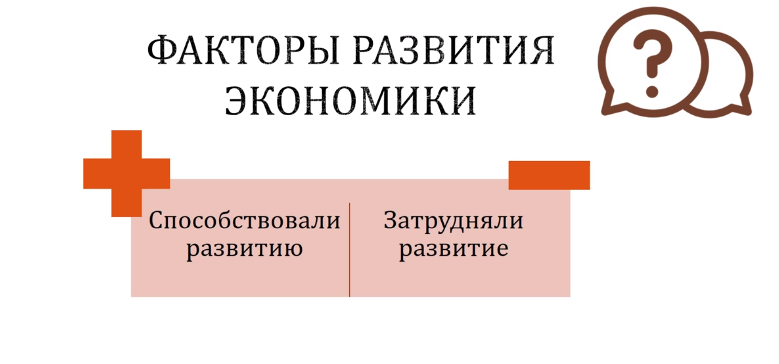 ФАКТОРЫ РАЗВИТИЯ
ЭКОНОМИКИ
?
Способствовали
развитию
Затрудняли
развитие